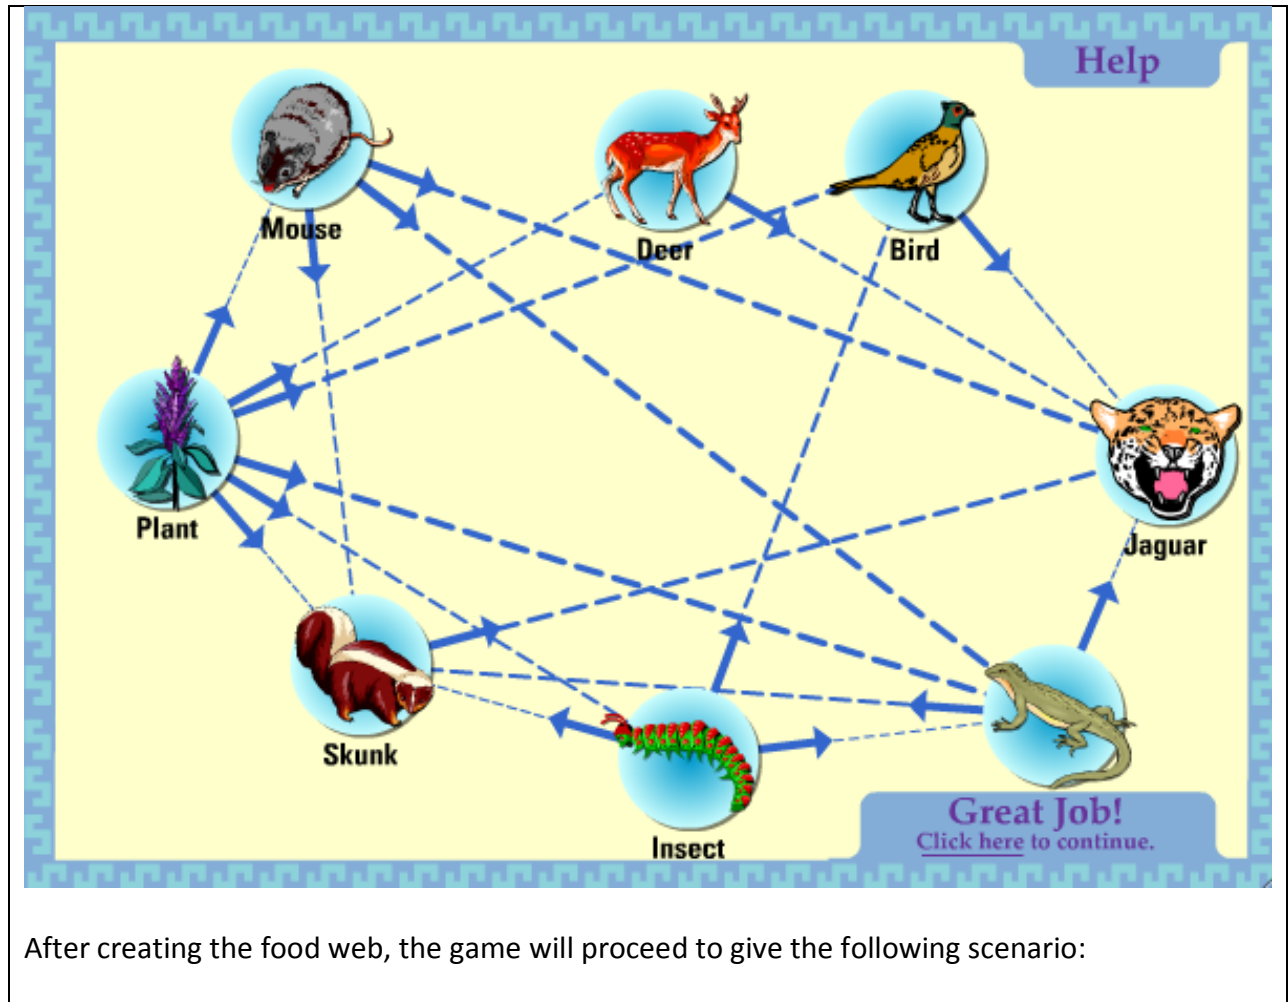 Help
Mouse
Deer
Bird
Plant
Jaguar
Skunk
Insect
Great Job!
Click here to continue.
After creating the food web, the game will proceed to give the following scenario: